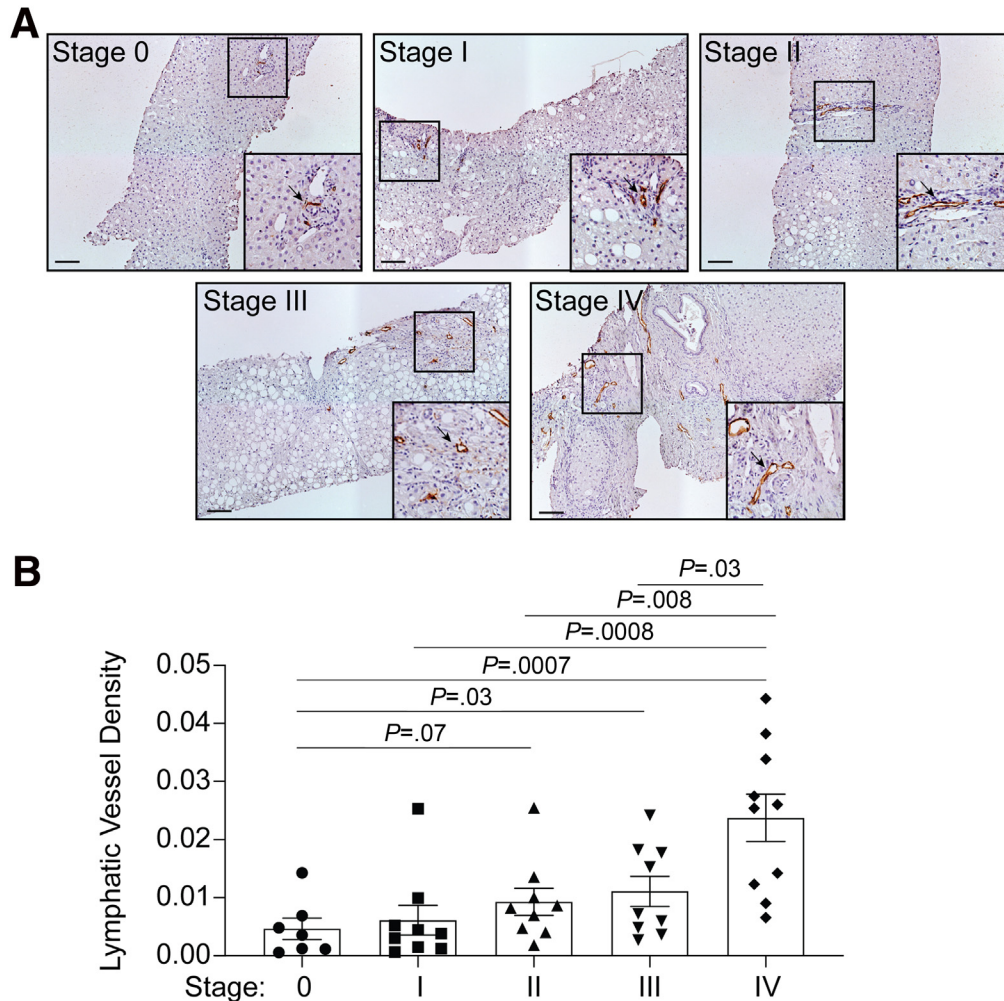 A
Stage 0
Stage I
Stage II
Stage III
Stage IV
B
P=.03
P=.008
P=.0008
P=.0007
P=.03
P=.07
Lymphatic Vessel Density
0.05
0.04
0.03
0.02
0.01
0.00
Stage: 0 I II III IV